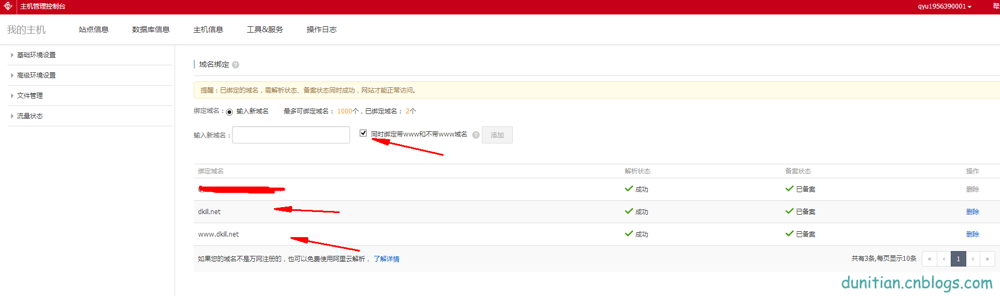 主机管理控制台 qyu1956390001 帮
我的主机 站点信息 数据库信息 主机信息 工具&服务 操作日志
基础环境设置
高级环境设置
文件管理
流量状态
域名绑定 ?
提醒：已绑定的域名，需解析状态、备案状态同时成功，网站才能正常访问。
绑定域名： 输入新域名 最多可绑定域名： 1000个，已绑定域名： 2个
输入新域名： 同时绑定带www和不带www域名 ? 添加
绑定域名 解析状态 备案状态 操作
成功 已备案 删除
dkill.net 成功 已备案 删除
www.dkill.net 成功 已备案 删除
如果您的域名不是万网注册的，也可以免费使用阿里云解析， 了解详情 共有3条,每页显示10条 « ‹ 1 › »
dunitian.cnblogs.com